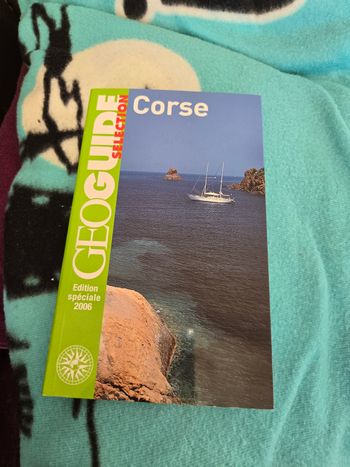 Corse
GEOGUIDE
SELECTION
Edition
spéciale
2006